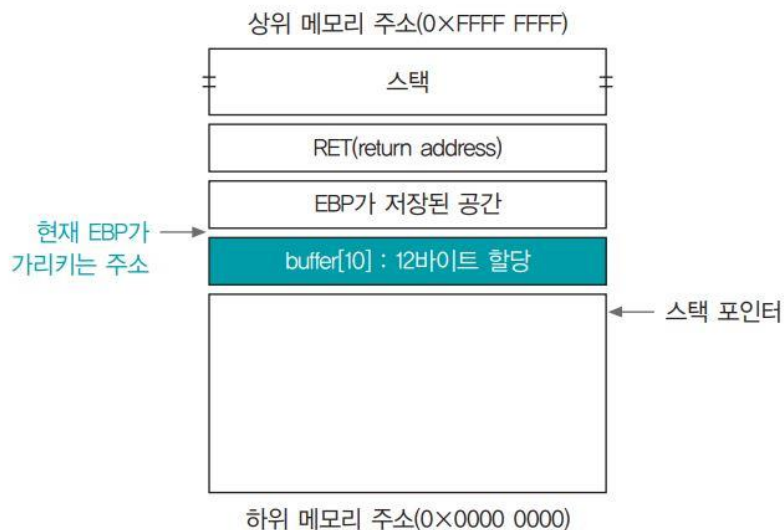 상위 메모리 주소(0×FFFF FFFF)
스택
RET(return address)
EBP가 저장된 공간
현재 EBP가
가리키는 주소
buffer[10] : 12바이트 할당
스택 포인터
하위 메모리 주소(0×0000 0000)